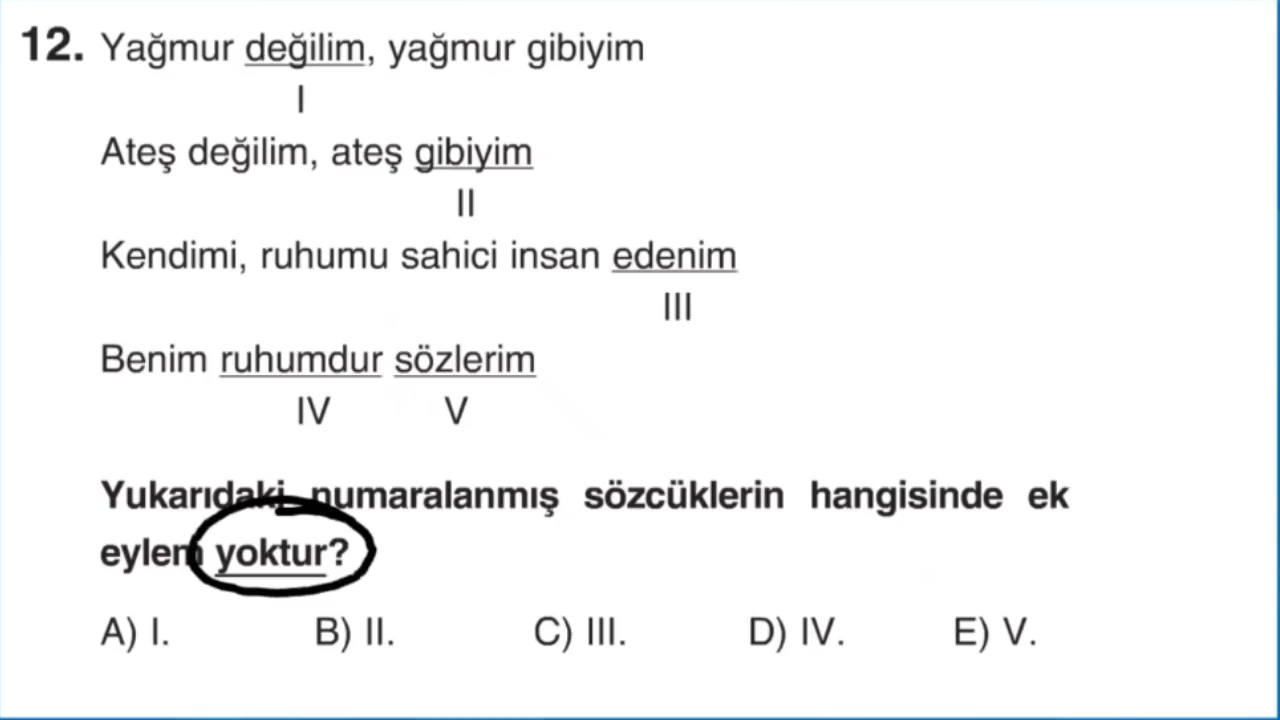 12. Yağmur değilim, yağmur gibiyim
I
Ateş değilim, ateş gibiyim
II
Kendimi, ruhumu sahici insan edenim
III
Benim ruhumdur sözlerim
IV V
Yukarıdaki numaralanmış sözcüklerin hangisinde ek
eylem yoktur?
A) I. B) II. C) III. D) IV. E) V.